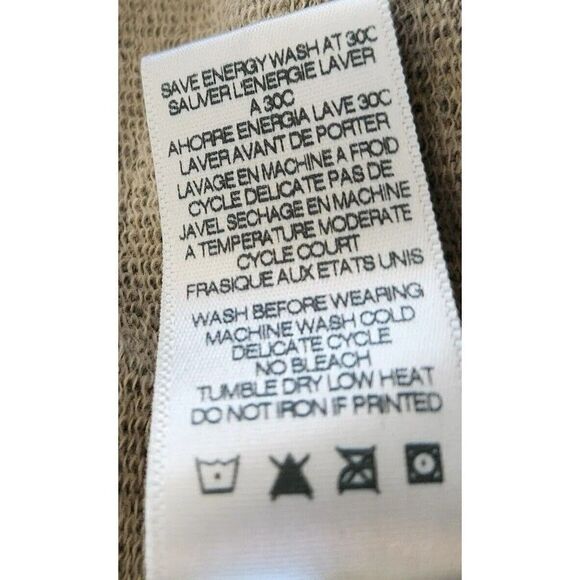 SAVE ENERGY WASH AT 30C
SAUVER L'ENERGIE LAVER
A 30C
AHORRE ENERGIA LAVE 30C
LAVER AVANT DE PORTER
LAVAGE EN MACHINE A FROID
CYCLE DELICATE PAS DE
JAVEL SECHAGE EN MACHINE
A TEMPERATURE MODERATE
CYCLE COURT
FRASIQUE AUX ETATS UNIS
WASH BEFORE WEARING
MACHINE WASH COLD
DELICATE CYCLE
NO BLEACH
TUMBLE DRY LOW HEAT
DO NOT IRON IF PRINTED